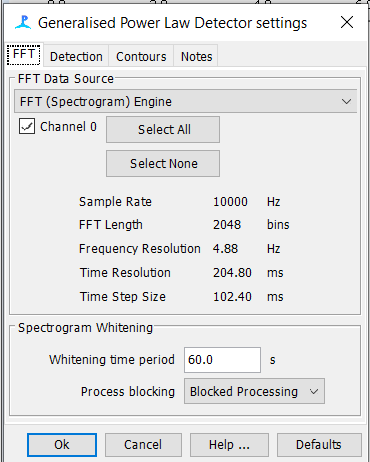 Generalised Power Law Detector settings
FFT Detection Contours Notes
FFT Data Source
FFT (Spectrogram) Engine
Channel 0 Select All
Select None
Sample Rate 10000 Hz
FFT Length 2048 bins
Frequency Resolution 4.88 Hz
Time Resolution 204.80 ms
Time Step Size 102.40 ms
Spectrogram Whitening
Whitening time period 60.0 s
Process blocking Blocked Processing
Ok Cancel Help ... Defaults